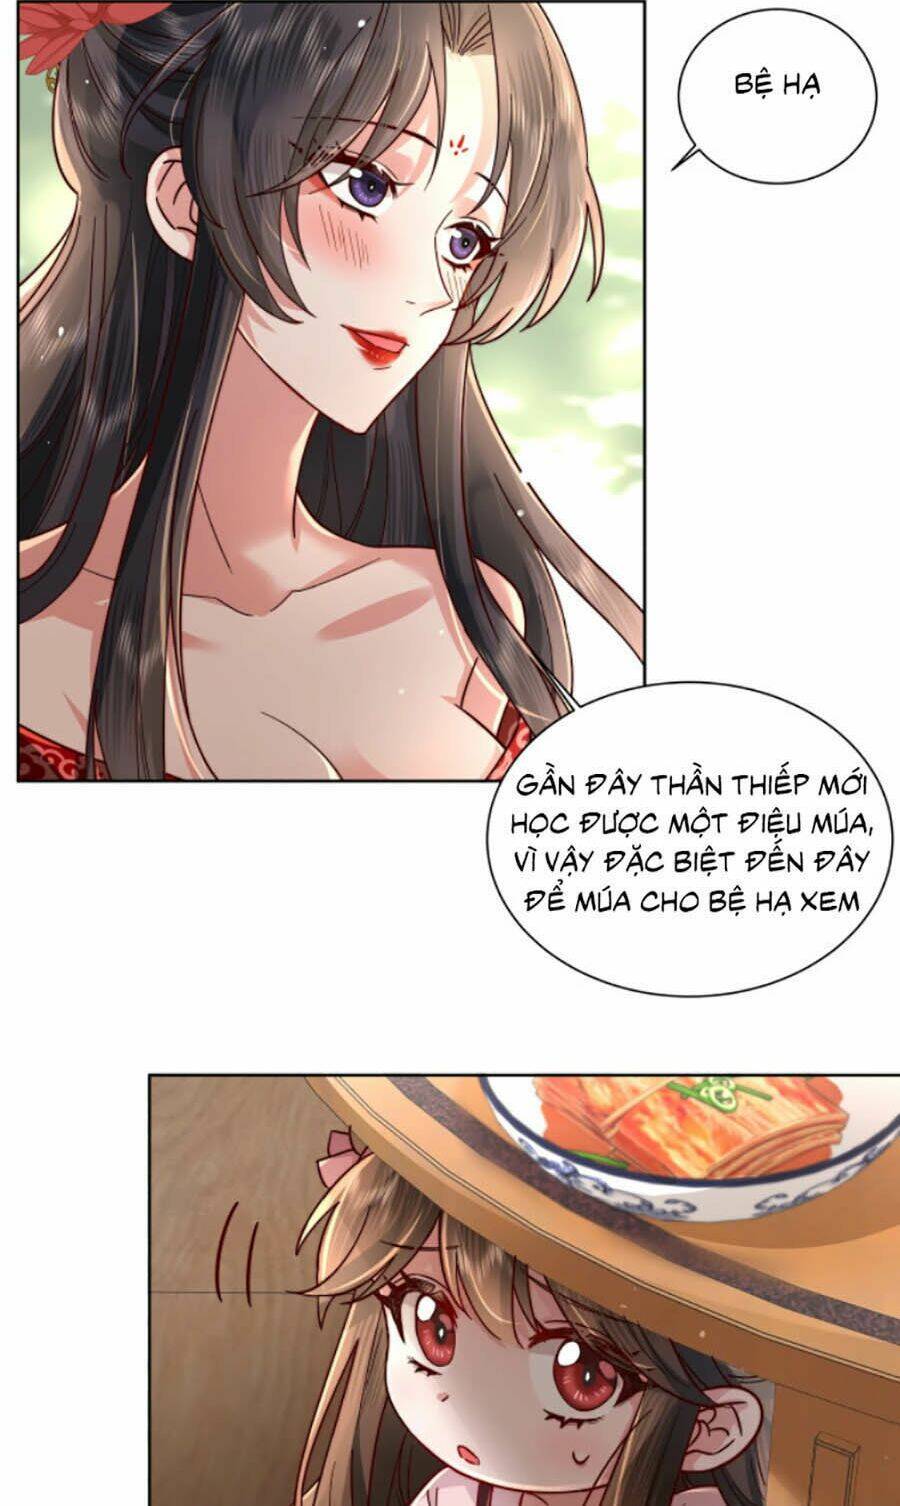 BỆ HẠ
GẦN ĐÂY THẦN THIẾP MỚI
HỌC ĐƯỢC MỘT ĐIỆU MÚA,
VÌ VẬY ĐẶC BIỆT ĐẾN ĐÂY
ĐỂ MÚA CHO BỆ HẠ XEM